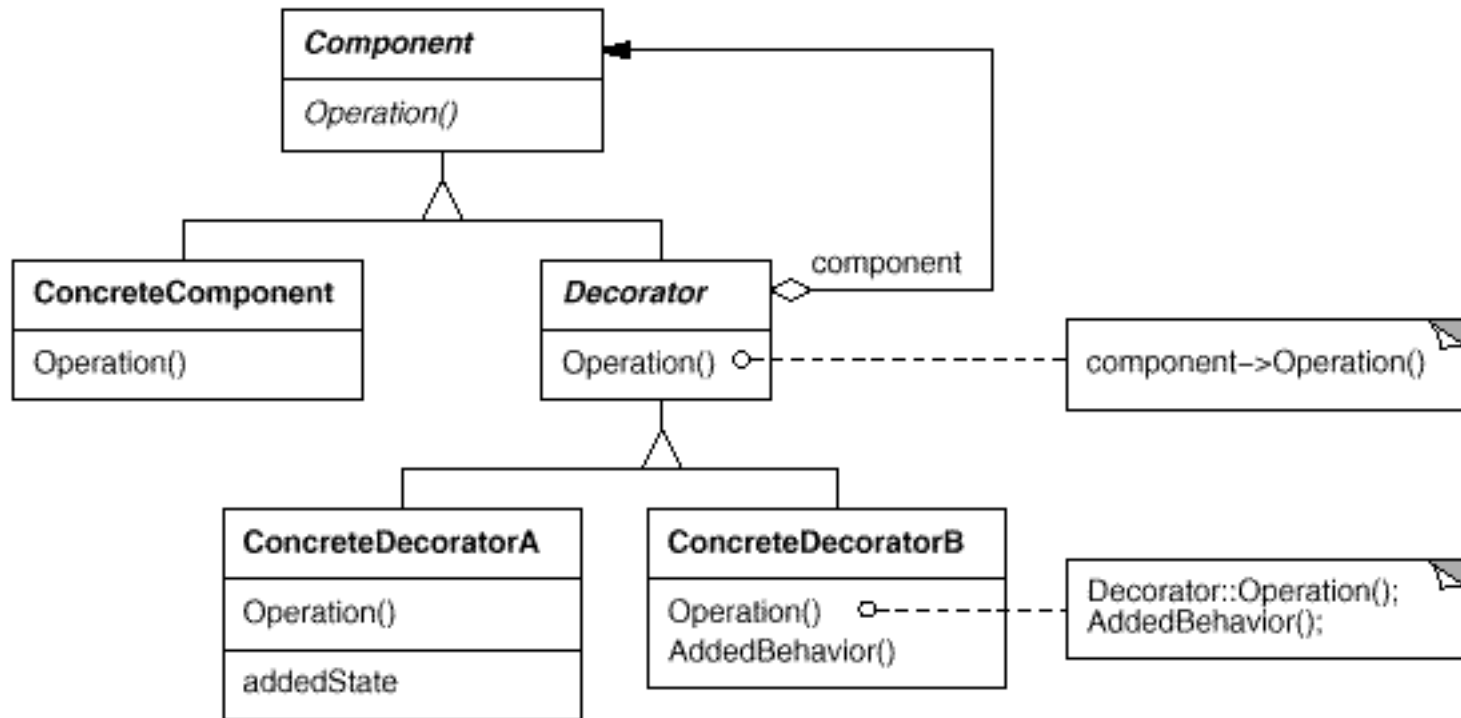 Component
Operation()
ConcreteComponent
Operation()
Decorator
Operation()
component
component–>Operation()
ConcreteDecoratorA
Operation()
addedState
ConcreteDecoratorB
Operation()
AddedBehavior()
Decorator::Operation();
AddedBehavior();